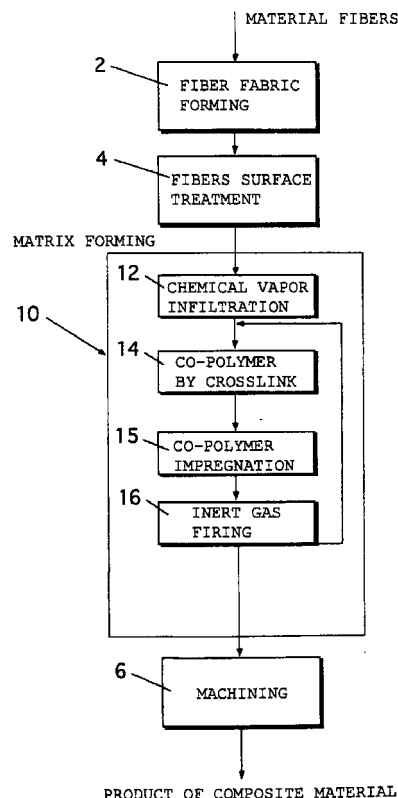 MATERIAL FIBERS
2
FIBER FABRIC
FORMING
4
FIBERS SURFACE
TREATMENT
MATRIX FORMING
12
CHEMICAL VAPOR
INFILTRATION
10
14
CO-POLYMER
BY CROSSLINK
15
CO-POLYMER
IMPREGNATION
16
INERT GAS
FIRING
6
MACHINING
PRODUCT OF COMPOSITE MATERIAL